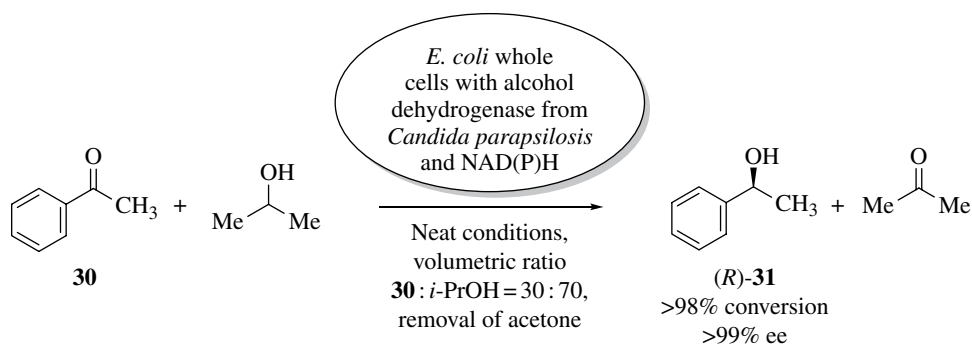 E. coli whole
cells with alcohol
dehydrogenase from
Candida parapsilosis
and NAD(P)H
O
CH3
30
+
OH
Me
Me
Neat conditions,
volumetric ratio
30 : i-PrOH = 30 : 70,
removal of acetone
OH
CH3
(R)-31
>98% conversion
>99% ee
+
O
Me
Me